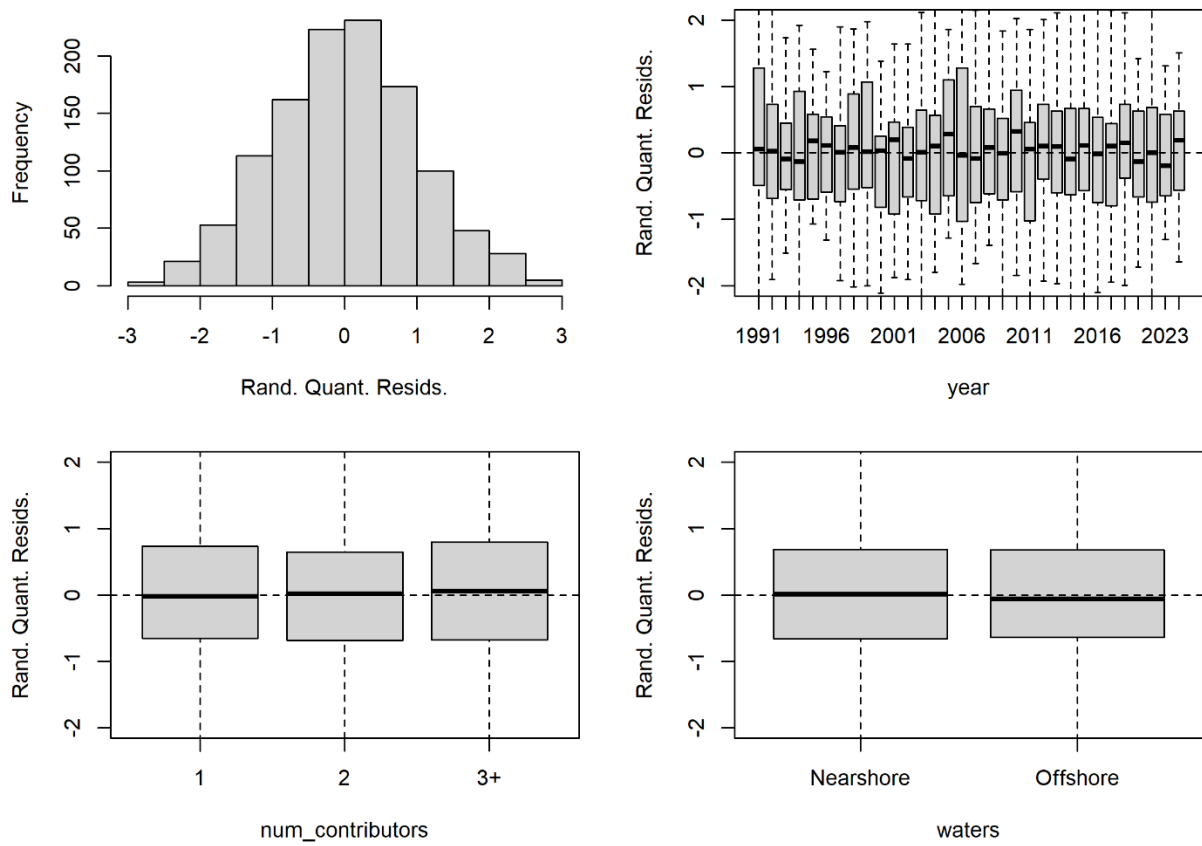 Frequency
200
150
100
50
0
-3 -2 -1 0 1 2 3
Rand. Quant. Resids.
Rand. Quant. Resids.
2
1
0
-1
-2
1991 1996 2001 2006 2011 2016 2023
year
Rand. Quant. Resids.
2
1
0
-1
-2
1 2 3+
num_contributors
Rand. Quant. Resids.
2
1
0
-1
-2
Nearshore Offshore
waters